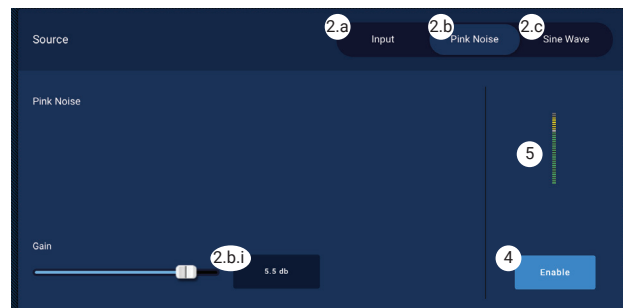 Source
2.a Input 2.b Pink Noise 2.c Sine Wave
Pink Noise
5
Gain
2.b.i 5.5 db
4 Enable